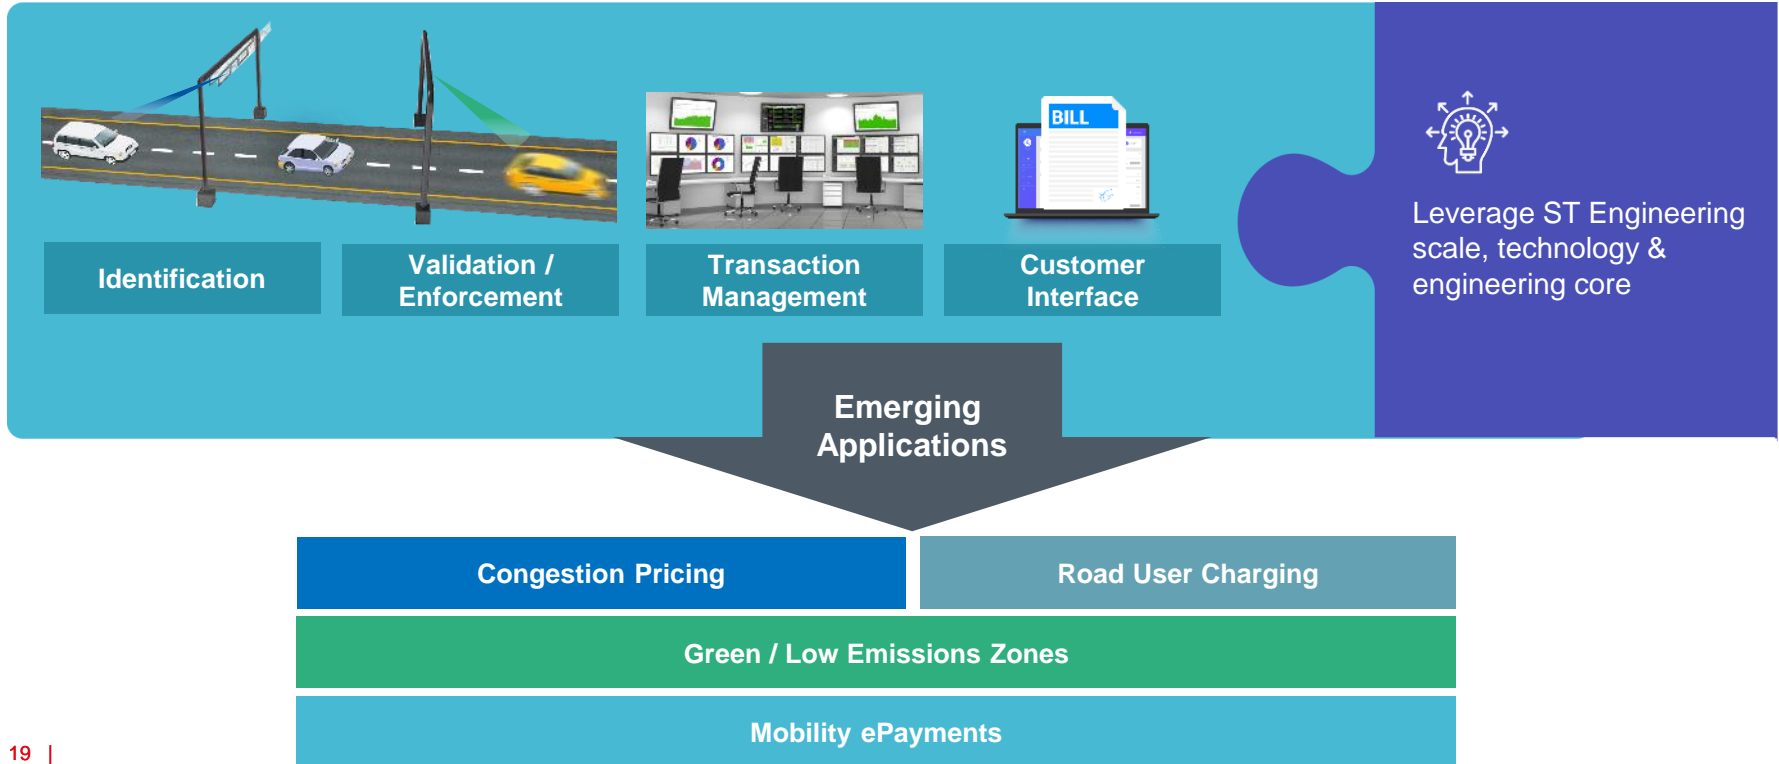 BILL
Identification
Validation /
Enforcement
Transaction
Management
Customer
Interface
Leverage ST Engineering
scale, technology &
engineering core
Emerging
Applications
Congestion Pricing
Road User Charging
Green / Low Emissions Zones
Mobility ePayments
19 |